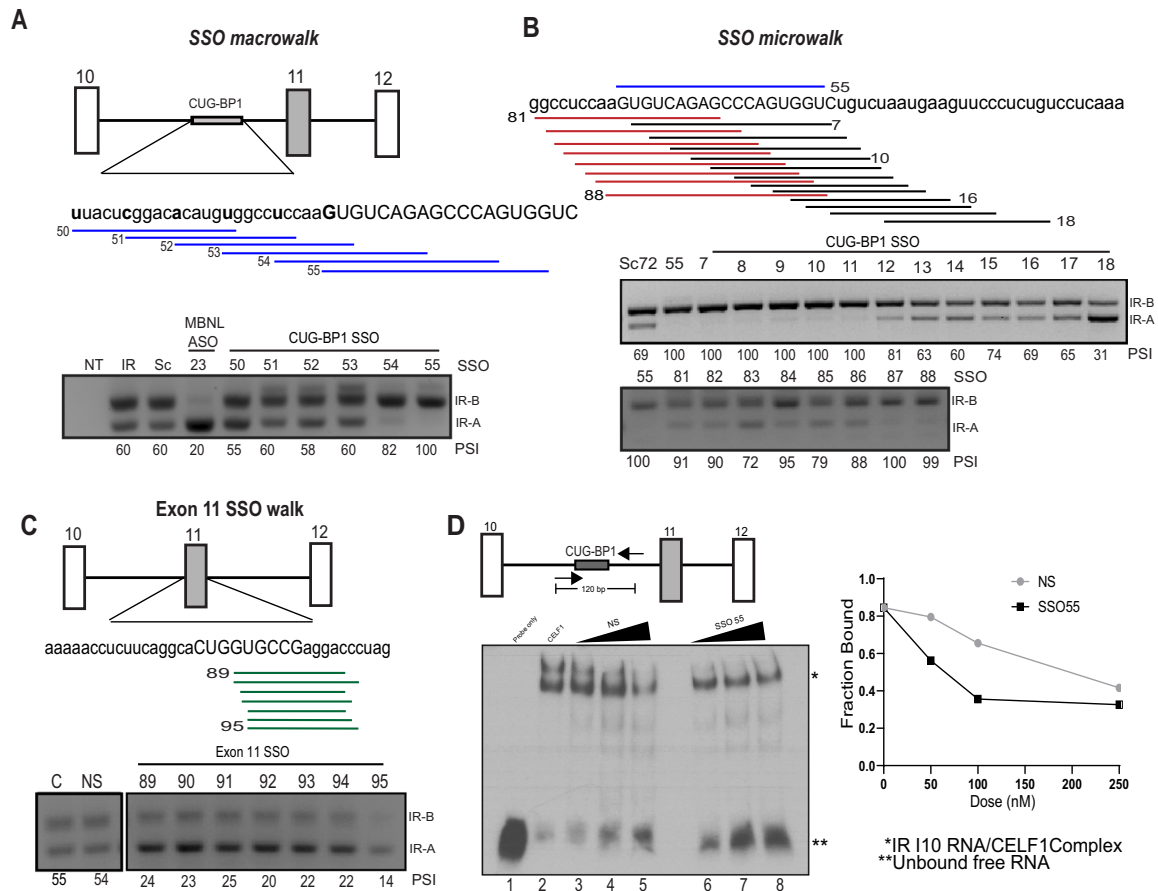 A
SSO macrowalk
10 11 12
CUG-BP1
uuacucggacacauguggccuccaaGUGUCAGAGCCCAGUGGUC
50
51
52
53
54
55
MBNL
ASO
CUG-BP1 SSO
NT IR Sc 23 50 51 52 53 54 55 SSO
IR-B
IR-A
60 60 20 55 60 58 60 82 100 PSI
B
SSO microwalk
55
ggccuccaaGUGUCAGAGCCCAGUGGUCugucuaaugaaguucccucuguccucaaa
81
7
10
88
16
18
CUG-BP1 SSO
Sc72 55 7 8 9 10 11 12 13 14 15 16 17 18
IR-B
IR-A
69 100 100 100 100 100 100 81 63 60 74 69 65 31 PSI
55 81 82 83 84 85 86 87 88 SSO
IR-B
IR-A
100 91 90 72 95 79 88 100 99 PSI
C
Exon 11 SSO walk
10 11 12
aaaaaccucuucaggcaCUGGUGCCGaggacccuag
89
95
Exon 11 SSO
C NS 89 90 91 92 93 94 95
IR-B
IR-A
55 54 24 23 25 20 22 22 14 PSI
D
10 11 12
CUG-BP1
120 bp
Probe only CELF1 NS SSO 55
*
**
1 2 3 4 5 6 7 8
NS
SSO55
Fraction Bound
1.0
0.8
0.6
0.4
0.2
0.0
0 50 100 150 200 250
Dose (nM)
*IR I10 RNA/CELF1Complex
**Unbound free RNA